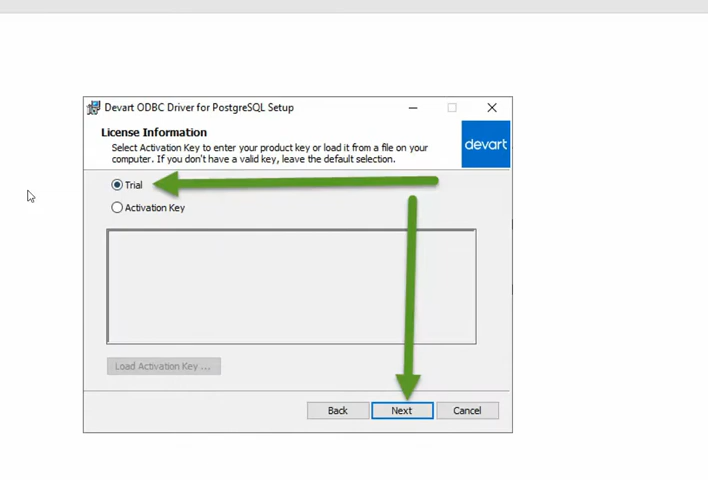 Devart ODBC Driver for PostgreSQL Setup
License Information
Select Activation Key to enter your product key or load it from a file on your
computer. If you don't have a valid key, leave the default selection.
devart
Trial
Activation Key
Load Activation Key ...
Back
Next
Cancel